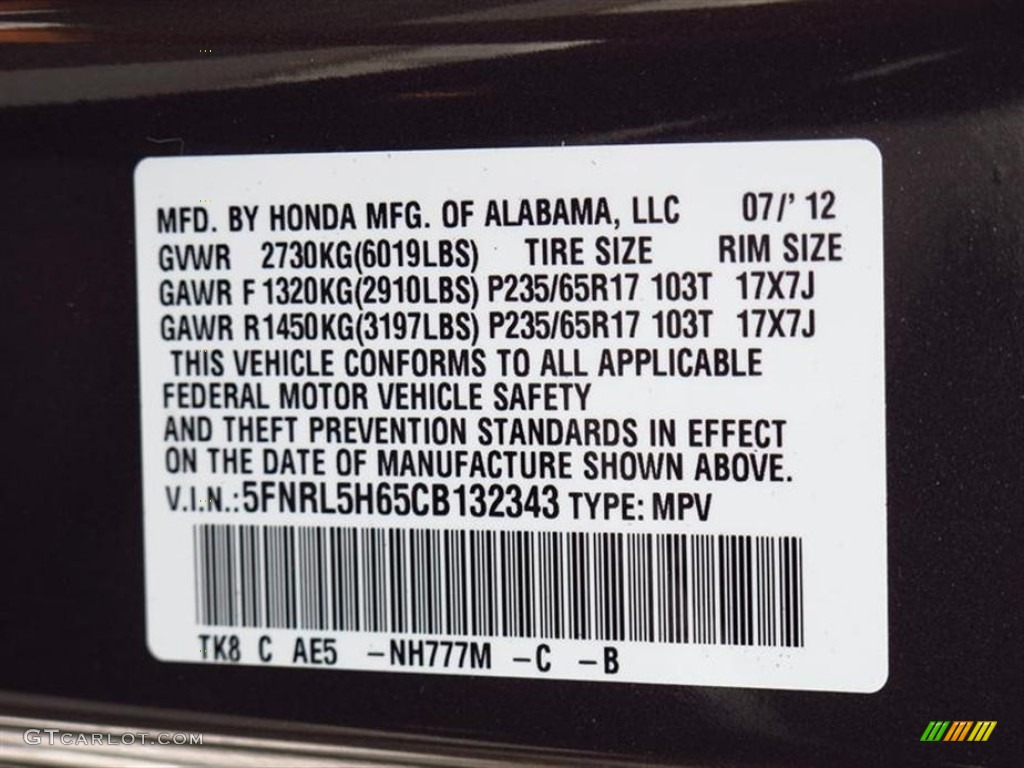 MFD. BY HONDA MFG. OF ALABAMA, LLC 07/' 12
GVWR 2730KG(6019LBS) TIRE SIZE RIM SIZE
GAWR F 1320KG(2910LBS) P235/65R17 103T 17X7J
GAWR R1450KG(3197LBS) P235/65R17 103T 17X7J
THIS VEHICLE CONFORMS TO ALL APPLICABLE
FEDERAL MOTOR VEHICLE SAFETY
AND THEFT PREVENTION STANDARDS IN EFFECT
ON THE DATE OF MANUFACTURE SHOWN ABOVE.
V.I.N.:5FNRL5H65CB132343 TYPE: MPV
TK8 C AE5 -NH777M -C -B
GTCARLOT.COM